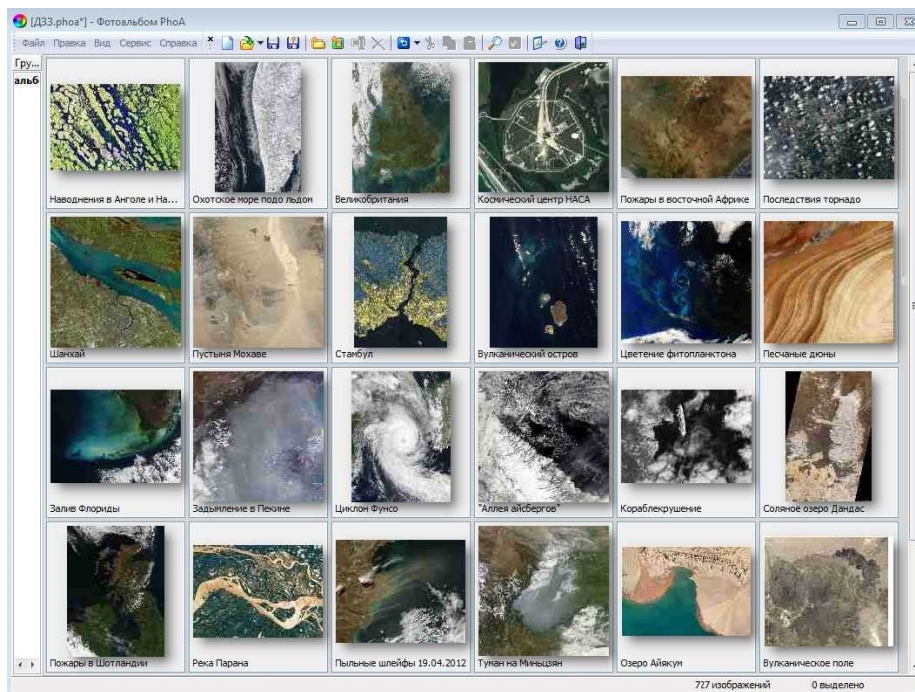 [ДЗЗ.phoa*] - Фотоальбом PhoA
Файл Правка Вид Сервис Справка
Гру...
альб
Наводнения в Анголе и На... Охотское море подо льдом Великобритания Космический центр НАСА Пожары в восточной Африке Последствия торнадо
Шанхай Пустыня Мохаве Стамбул Вулканический остров Цветение фитопланктона Песчаные дюны
Залив Флориды Задымление в Пекине Циклон Фунсо "Аллея айсбергов" Кораблекрушение Соляное озеро Дандас
Пожары в Шотландии Река Парана Пыльные шлейфы 19.04.2012 Туман на Миньцзян Озеро Айякум Вулканическое поле
727 изображений 0 выделено